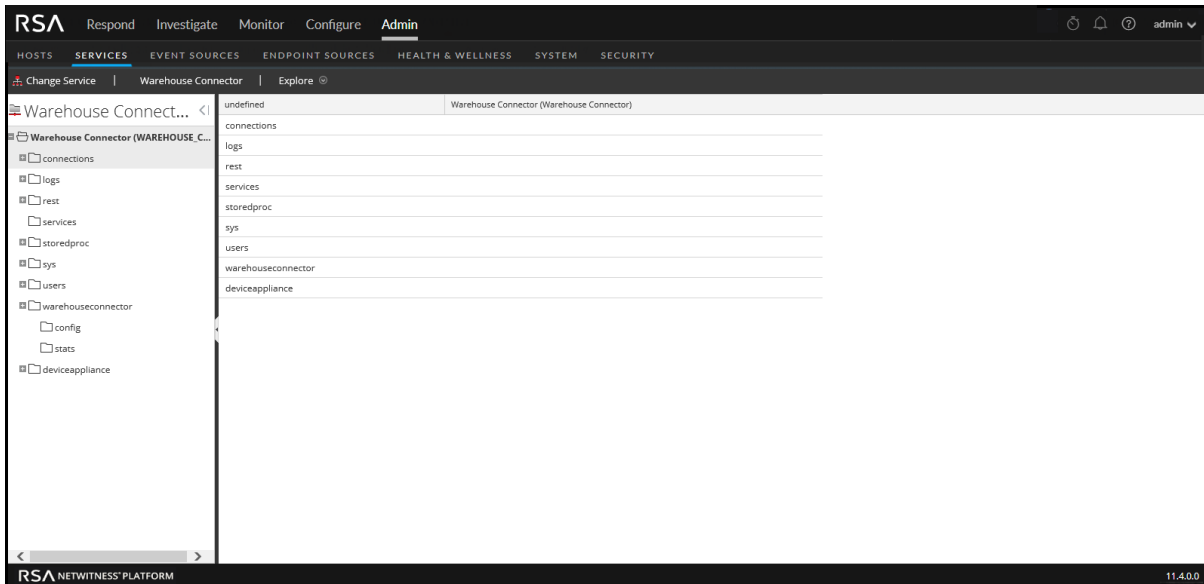 RSA Respond Investigate Monitor Configure Admin admin
HOSTS SERVICES EVENT SOURCES ENDPOINT SOURCES HEALTH & WELLNESS SYSTEM SECURITY
Change Service | Warehouse Connector | Explore
Warehouse Connect...
Warehouse Connector (WAREHOUSE_C...
connections
logs
rest
services
storedproc
sys
users
warehouseconnector
config
stats
deviceappliance
undefined Warehouse Connector (Warehouse Connector)
connections
logs
rest
services
storedproc
sys
users
warehouseconnector
deviceappliance
RSA NETWITNESS® PLATFORM 11.4.0.0